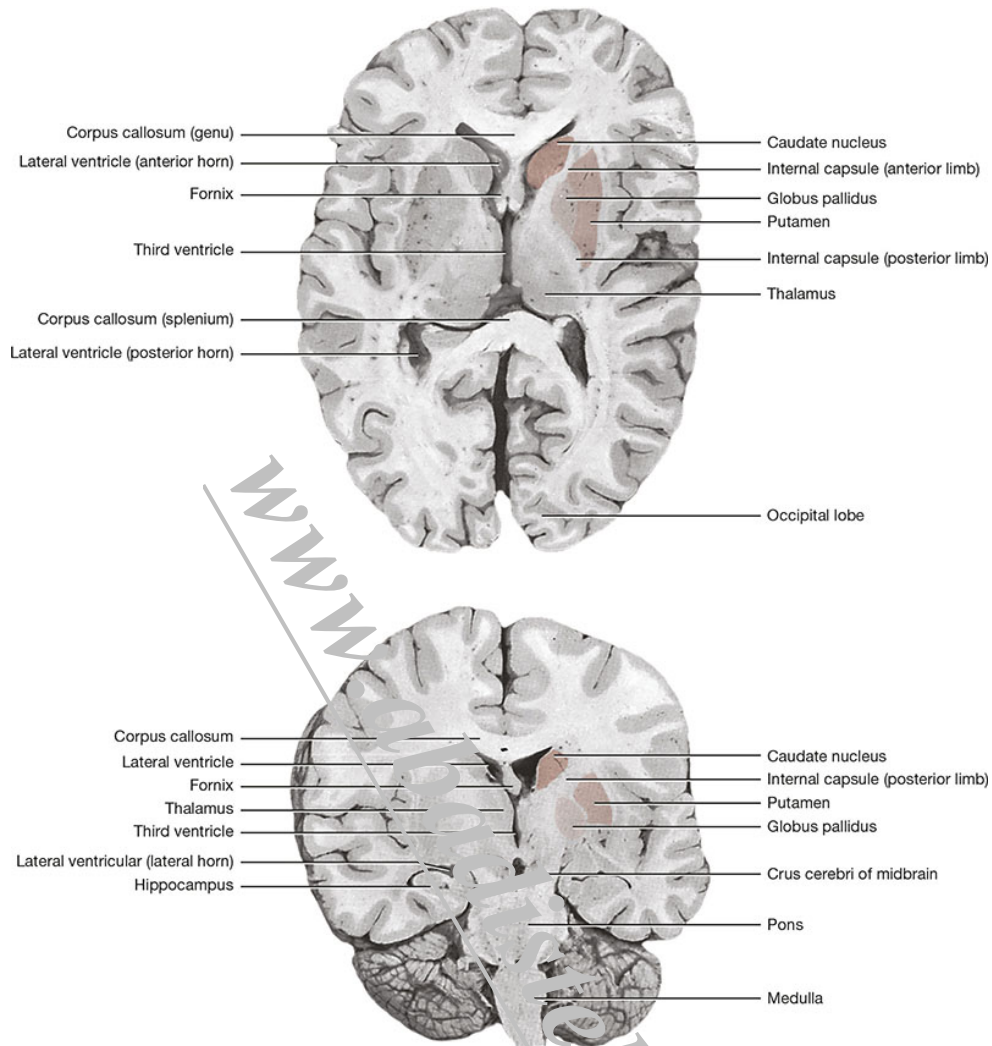 Corpus callosum (genu)
Lateral ventricle (anterior horn)
Fornix
Third ventricle
Corpus callosum (splenium)
Lateral ventricle (posterior horn)
Caudate nucleus
Internal capsule (anterior limb)
Globus pallidus
Putamen
Internal capsule (posterior limb)
Thalamus
Occipital lobe
Corpus callosum
Lateral ventricle
Fornix
Thalamus
Third ventricle
Lateral ventricular (lateral horn)
Hippocampus
Caudate nucleus
Internal capsule (posterior limb)
Putamen
Globus pallidus
Crus cerebri of midbrain
Pons
Medulla